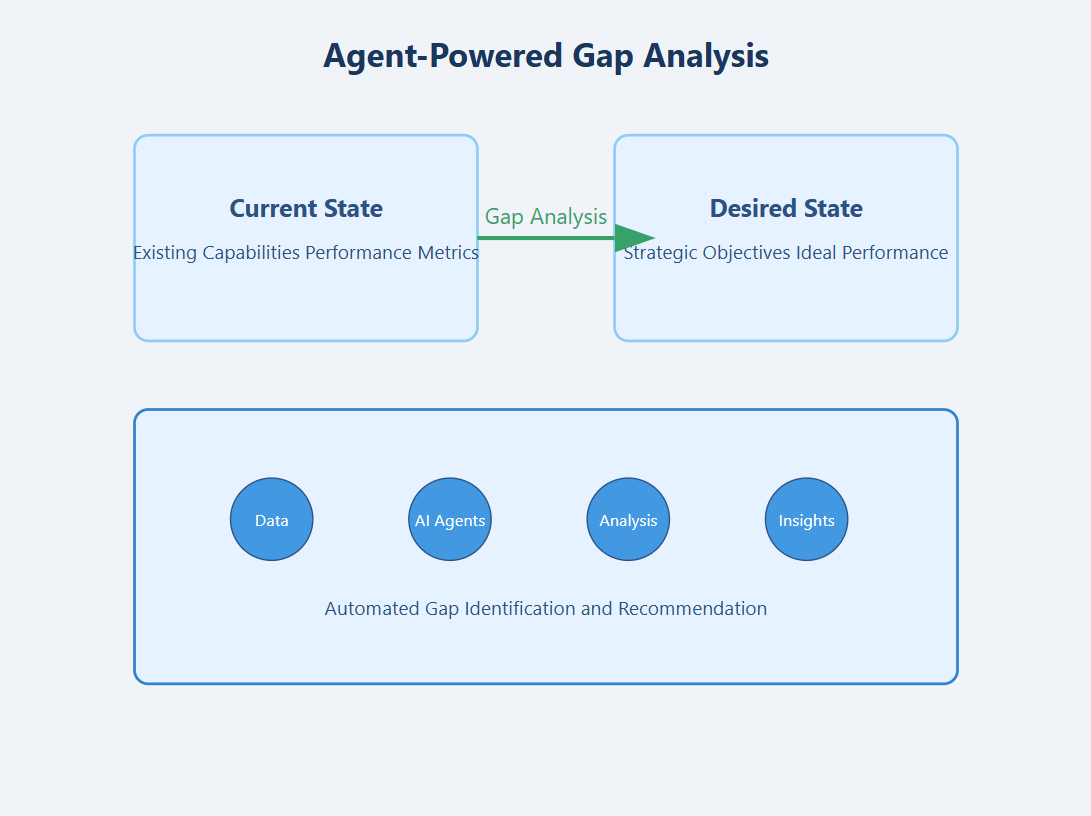 Agent-Powered Gap Analysis
Current State
Existing Capabilities Performance Metrics
Gap Analysis
Desired State
Strategic Objectives Ideal Performance
Data
AI Agents
Analysis
Insights
Automated Gap Identification and Recommendation